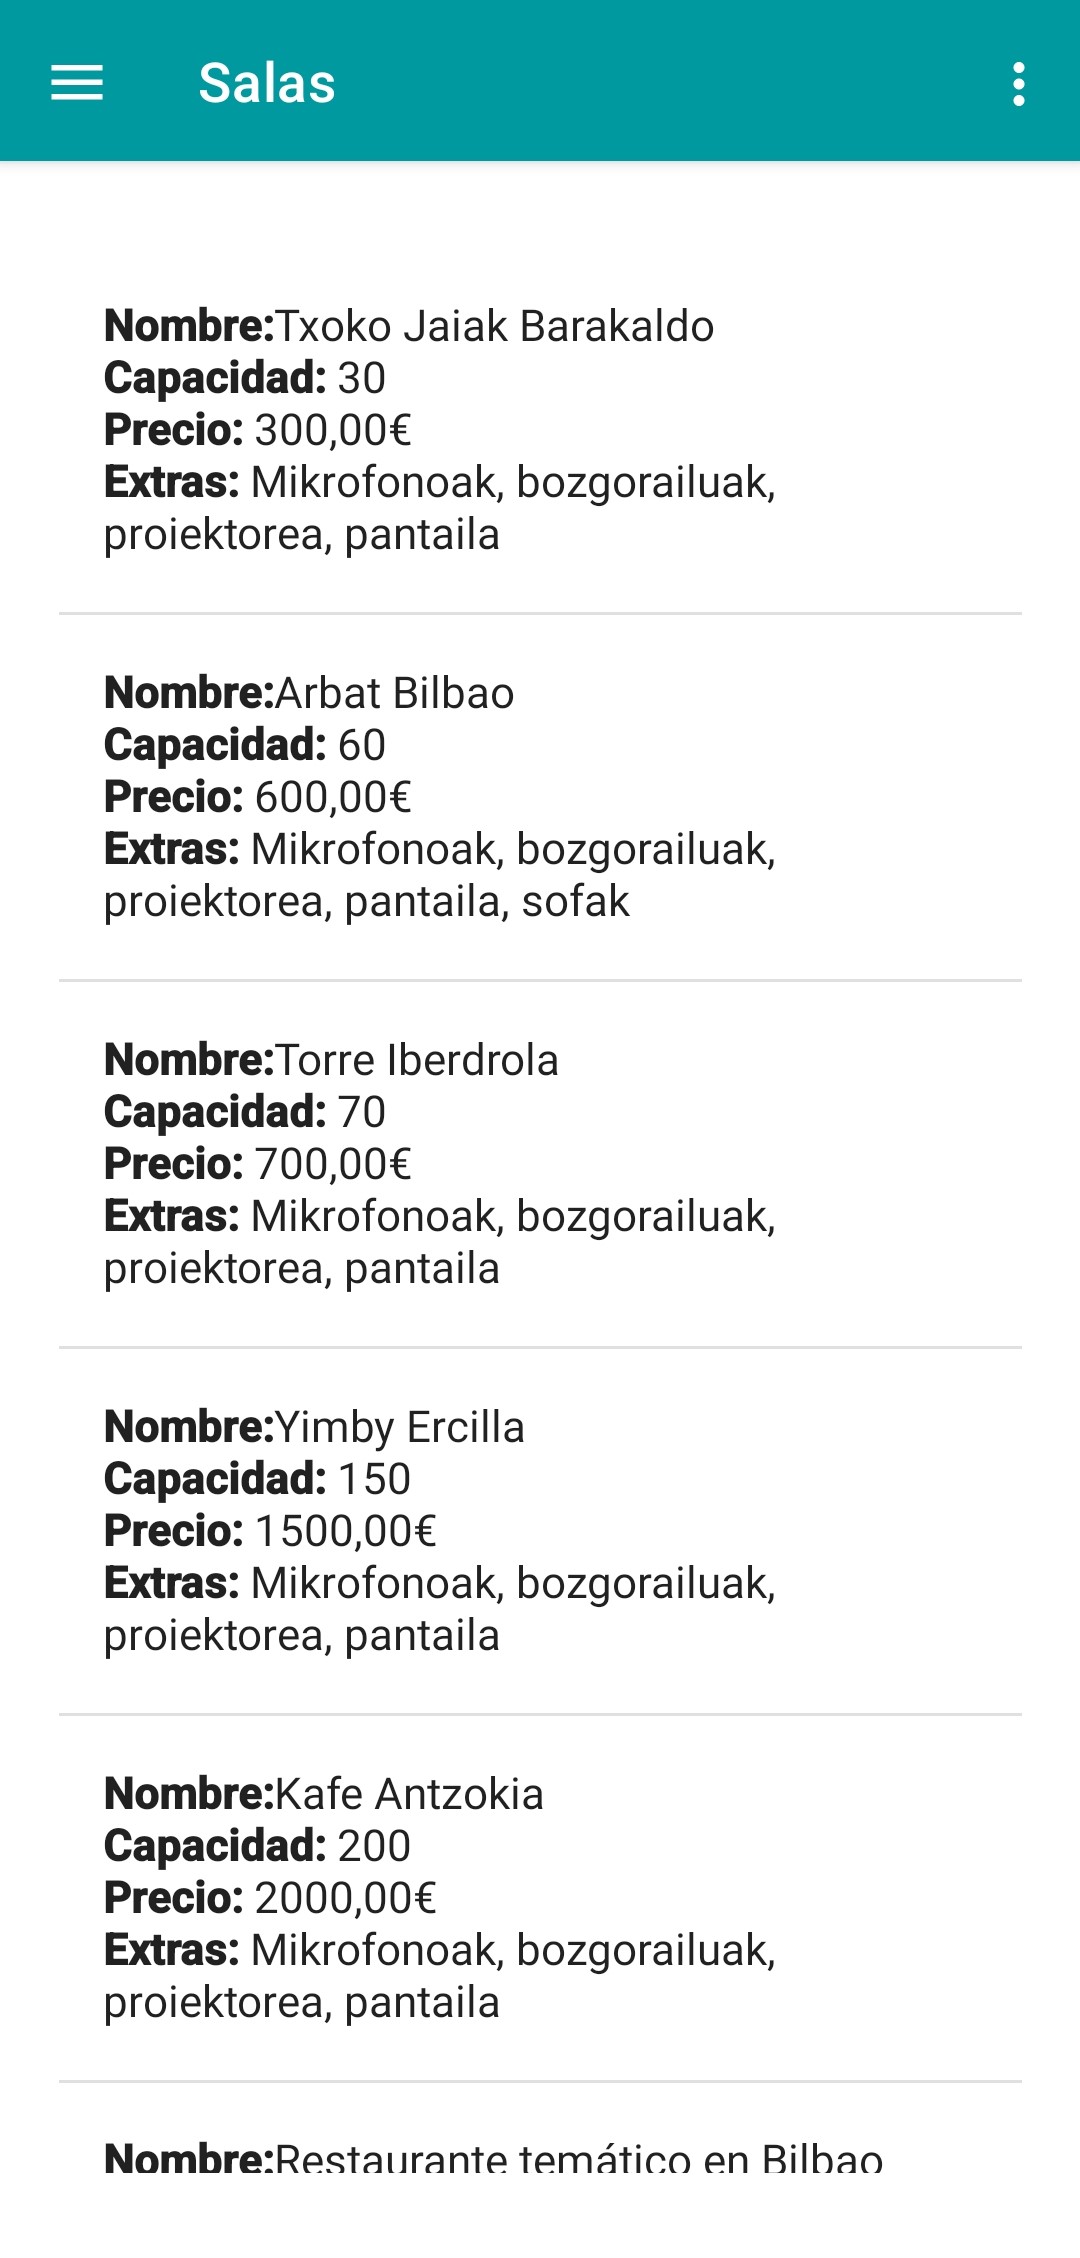 Salas
Nombre:Txoko Jaiak Barakaldo
Capacidad: 30
Precio: 300,00€
Extras: Mikrofonoak, bozgorailuak,
proiektorea, pantaila
Nombre:Arbat Bilbao
Capacidad: 60
Precio: 600,00€
Extras: Mikrofonoak, bozgorailuak,
proiektorea, pantaila, sofak
Nombre:Torre Iberdrola
Capacidad: 70
Precio: 700,00€
Extras: Mikrofonoak, bozgorailuak,
proiektorea, pantaila
Nombre:Yimby Ercilla
Capacidad: 150
Precio: 1500,00€
Extras: Mikrofonoak, bozgorailuak,
proiektorea, pantaila
Nombre:Kafe Antzokia
Capacidad: 200
Precio: 2000,00€
Extras: Mikrofonoak, bozgorailuak,
proiektorea, pantaila
Nombre:Restaurante temático en Bilbao